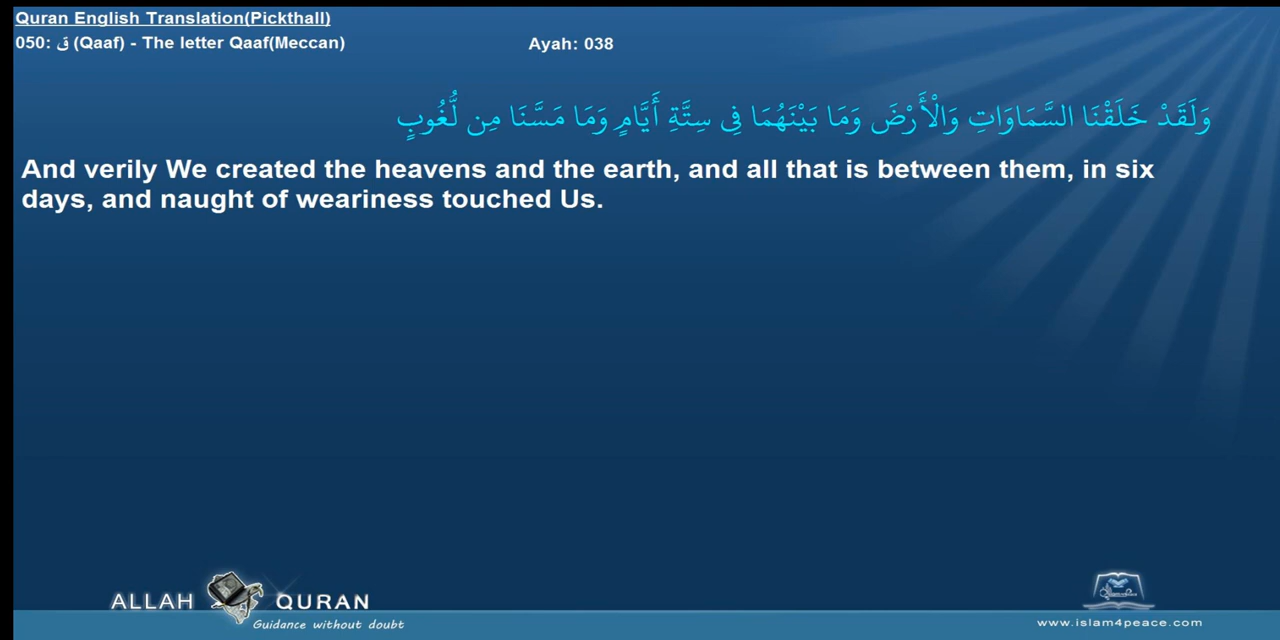 Quran English Translation(Pickthall)
050: ق (Qaaf) - The letter Qaaf(Meccan)
Ayah: 038
وَلَقَدْ خَلَقْنَا السَّمَاوَاتِ وَالْأَرْضَ وَمَا بَيْنَهُمَا فِي سِتَّةِ أَيَّامٍ وَمَا مَسَّنَا مِن لُّغُوبٍ
And verily We created the heavens and the earth, and all that is between them, in six
days, and naught of weariness touched Us.
ALLAH QURAN
Guidance without doubt
www.islam4peace.com